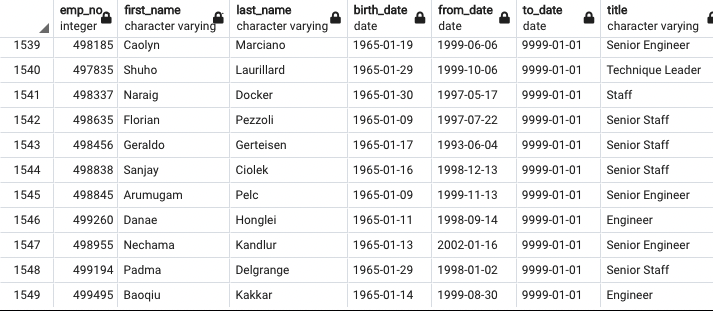 emp_no first_name last_name birth_date from_date to_date title
integer character varying character varying date date date character varying
1539 498185 Caolyn Marciano 1965-01-19 1999-06-06 9999-01-01 Senior Engineer
1540 497835 Shuho Laurillard 1965-01-29 1999-10-06 9999-01-01 Technique Leader
1541 498337 Naraig Docker 1965-01-30 1997-05-17 9999-01-01 Staff
1542 498635 Florian Pezzoli 1965-01-09 1997-07-22 9999-01-01 Senior Staff
1543 498456 Geraldo Gerteisen 1965-01-17 1993-06-04 9999-01-01 Senior Staff
1544 498838 Sanjay Ciolek 1965-01-16 1998-12-13 9999-01-01 Senior Staff
1545 498845 Arumugam Pelc 1965-01-09 1999-11-13 9999-01-01 Senior Engineer
1546 499260 Danae Honglei 1965-01-11 1998-09-14 9999-01-01 Engineer
1547 498955 Nechama Kandlur 1965-01-13 2002-01-16 9999-01-01 Senior Engineer
1548 499194 Padma Delgrange 1965-01-29 1998-01-02 9999-01-01 Senior Staff
1549 499495 Baoqiu Kakkar 1965-01-14 1999-08-30 9999-01-01 Engineer